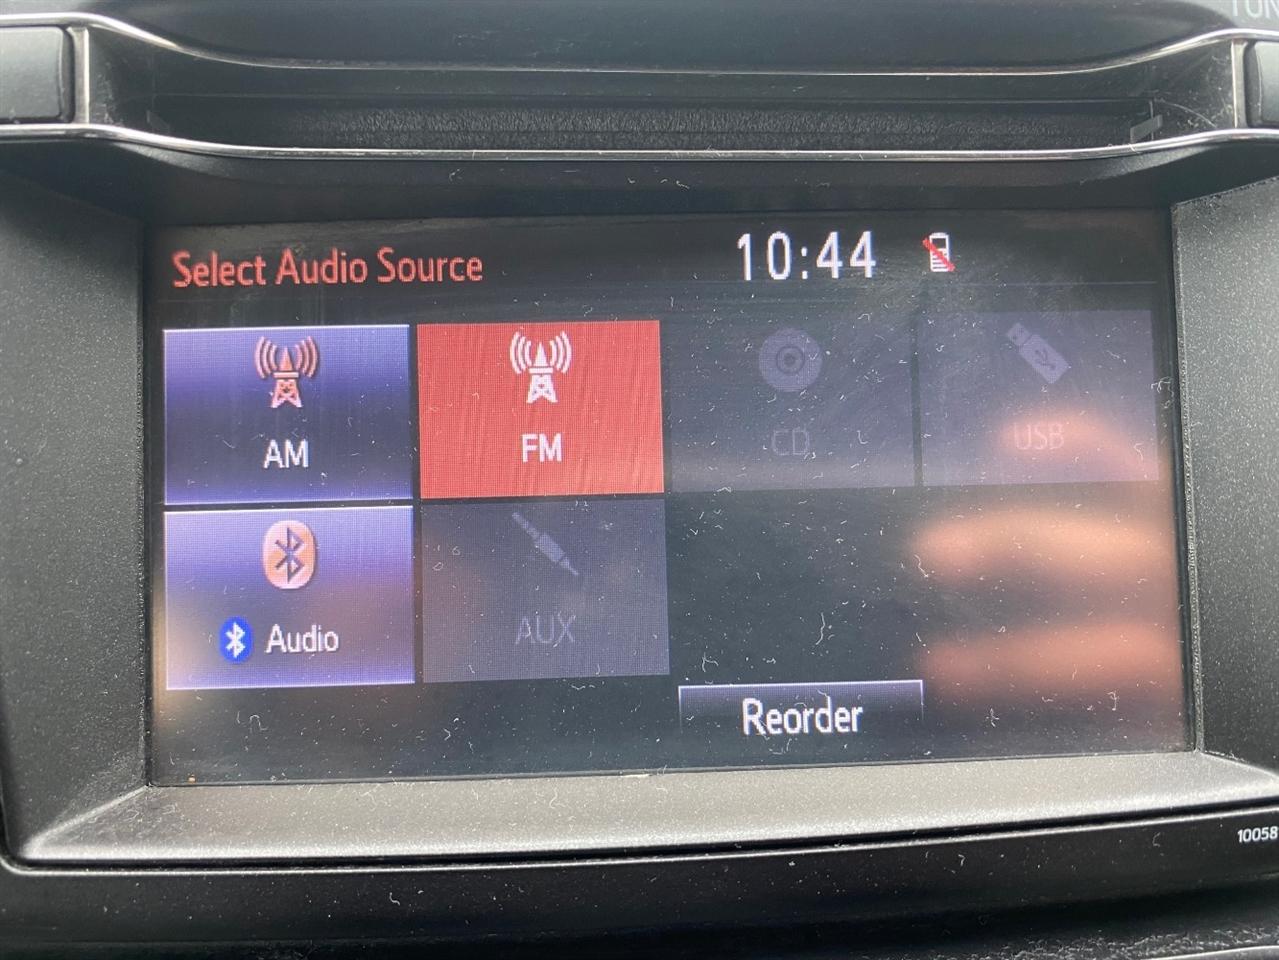 Select Audio Source
10:44
AM
FM
CD
USB
Audio
AUX
Reorder
10058